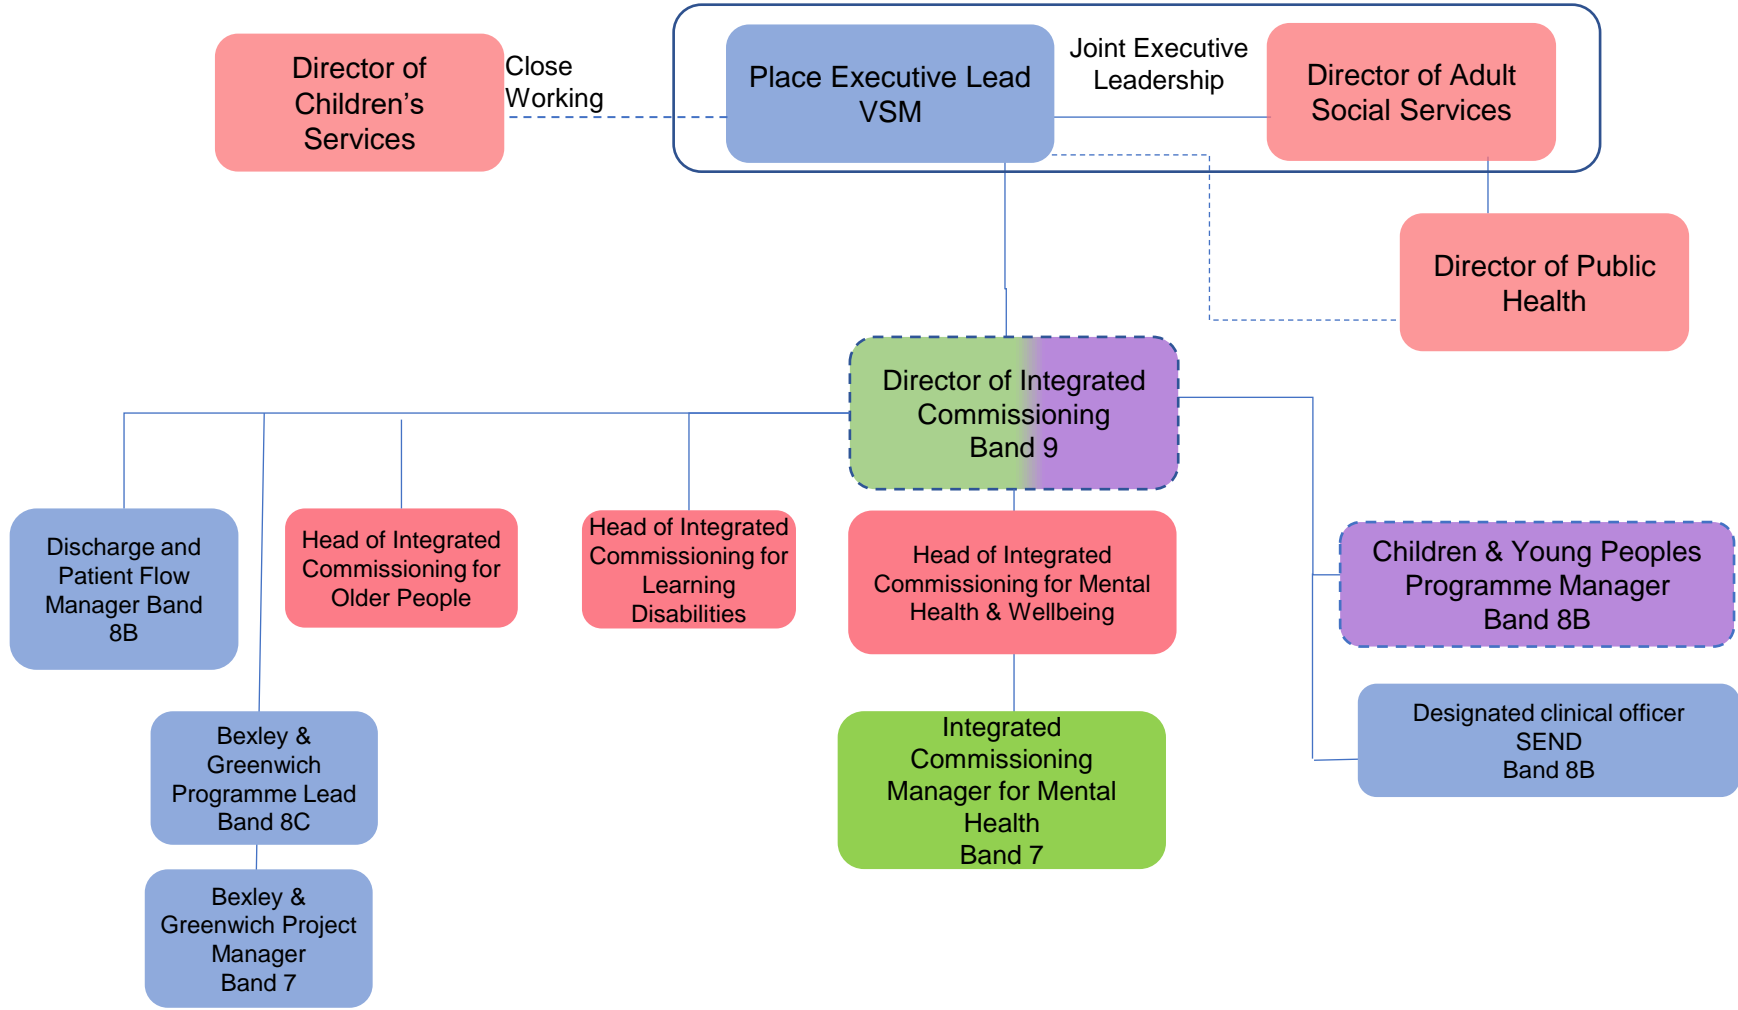 Director of
Children’s
Services
Close
Working
Place Executive Lead
VSM
Joint Executive
Leadership
Director of Adult
Social Services
Director of Public
Health
Director of Integrated
Commissioning
Band 9
Discharge and
Patient Flow
Manager Band
8B
Head of Integrated
Commissioning for
Older People
Head of Integrated
Commissioning for
Learning
Disabilities
Head of Integrated
Commissioning for Mental
Health & Wellbeing
Children & Young Peoples
Programme Manager
Band 8B
Designated clinical officer
SEND
Band 8B
Bexley &
Greenwich
Programme Lead
Band 8C
Integrated
Commissioning
Manager for Mental
Health
Band 7
Bexley &
Greenwich Project
Manager
Band 7